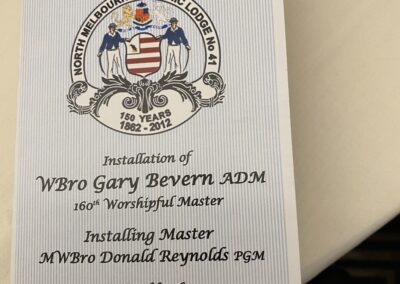 NORTH MELBOURNE LODGE No 41
150 YEARS
1862 - 2012
Installation of
WBro Gary Bevern ADM
160th Worshipful Master
Installing Master
MWBro Donald Reynolds PGM